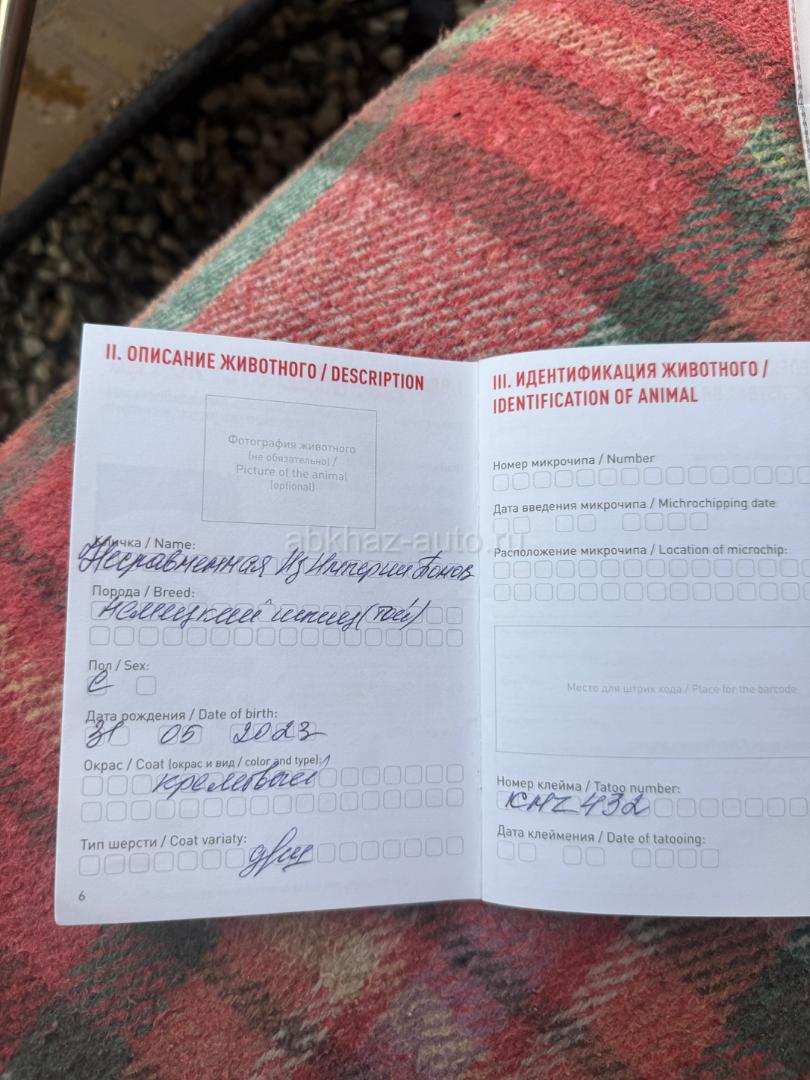 II. ОПИСАНИЕ ЖИВОТНОГО / DESCRIPTION
Фотография животного
(не обязательно) /
Picture of the animal
(optional)
Кличка / Name:
Несравненная Из Империи Бонов
Порода / Breed:
немецкий шпиц (той)
Пол / Sex:
С
Дата рождения / Date of birth:
31 05 2023
Окрас / Coat (окрас и вид / color and type):
кремовый
Тип шерсти / Coat variaty:
6
III. ИДЕНТИФИКАЦИЯ ЖИВОТНОГО /
IDENTIFICATION OF ANIMAL
Номер микрочипа / Number
Дата введения микрочипа / Michrochipping date
Расположение микрочипа / Location of microchip:
Место для штрих кода / Place for the barcode
Номер клейма / Tatoo number:
KHZ 432
Дата клеймения / Date of tatooing:
abkhaz-auto.ru